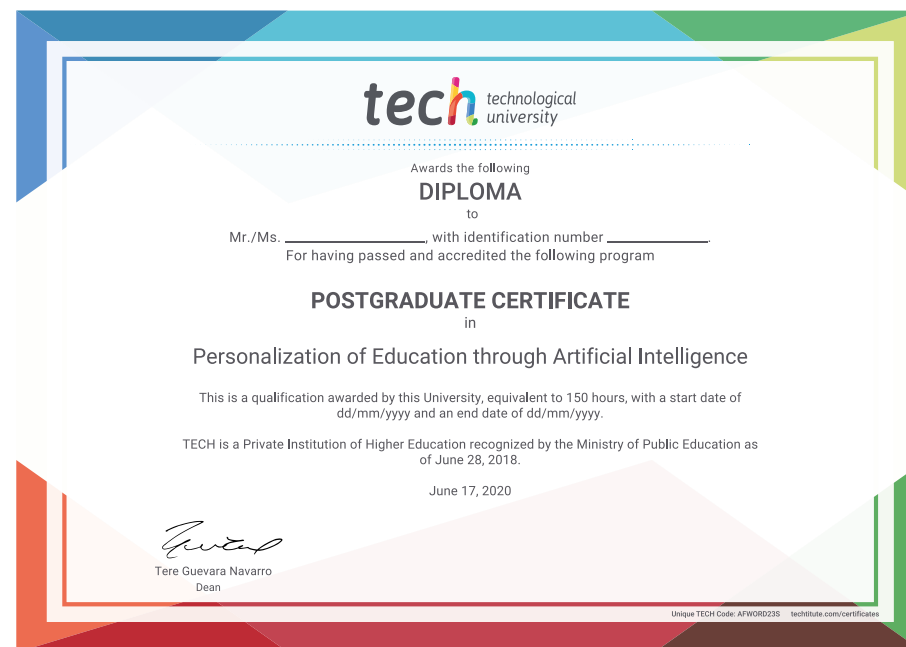 tech technological
university
Awards the following
DIPLOMA
to
Mr./Ms. ____________________, with identification number ______________.
For having passed and accredited the following program
POSTGRADUATE CERTIFICATE
in
Personalization of Education through Artificial Intelligence
This is a qualification awarded by this University, equivalent to 150 hours, with a start date of
dd/mm/yyyy and an end date of dd/mm/yyyy.
TECH is a Private Institution of Higher Education recognized by the Ministry of Public Education as
of June 28, 2018.
June 17, 2020
Tere Guevara Navarro
Dean
Unique TECH Code: AFWORD23S techtitute.com/certificates